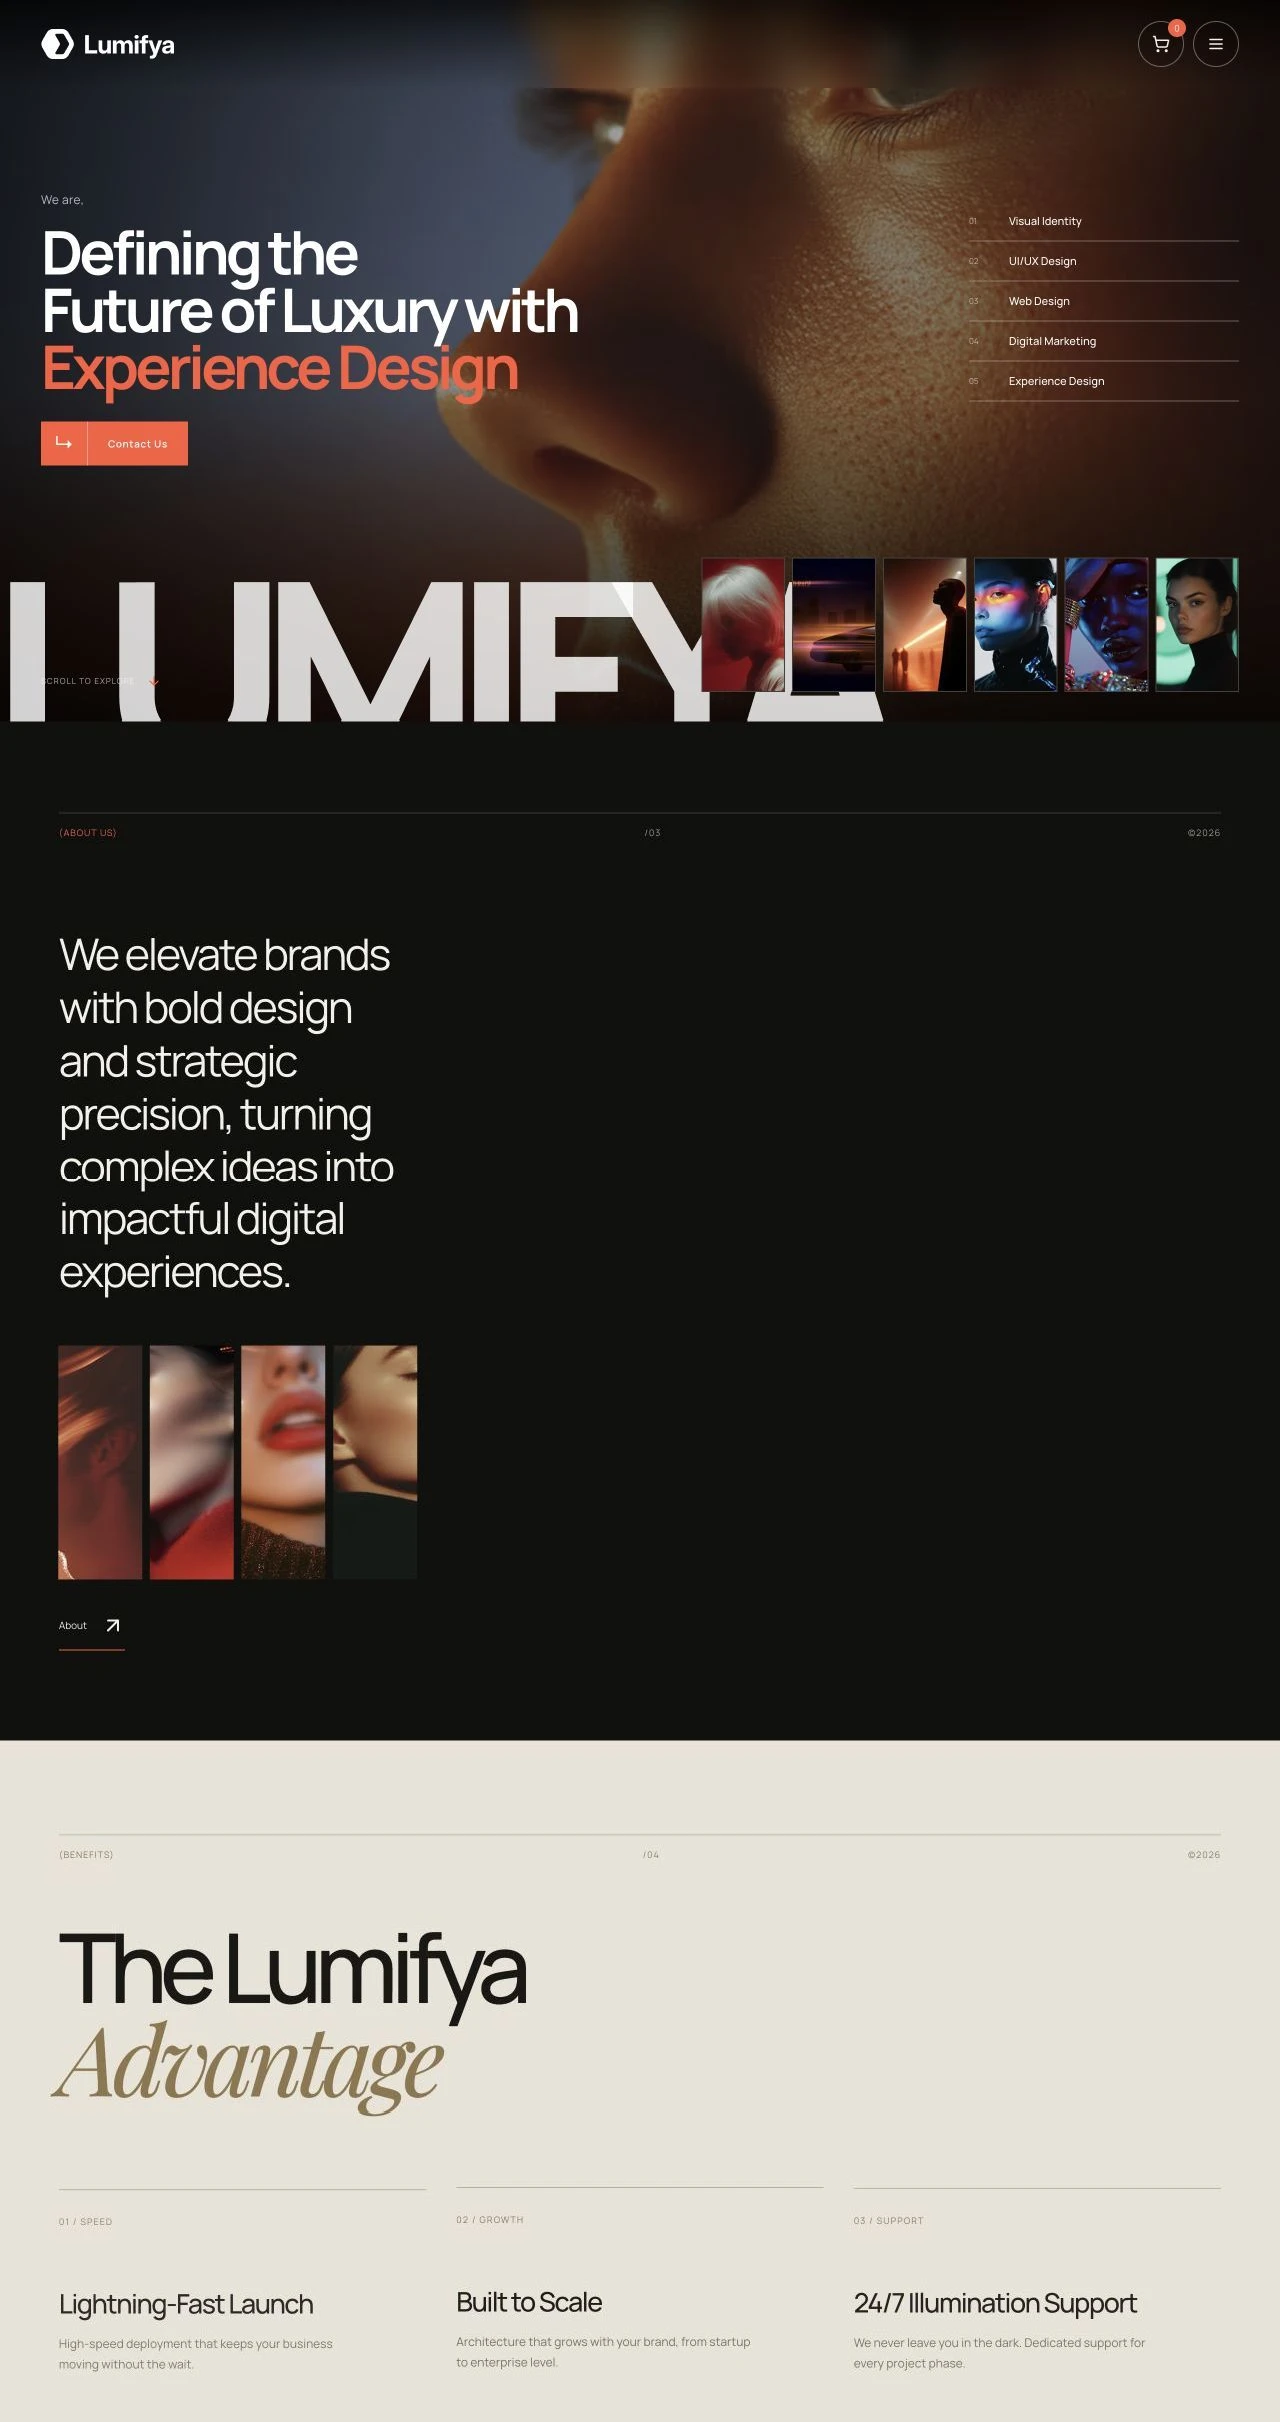 Lumifya
0
We are,
Defining the
Future of Luxury with
Experience Design
Contact Us
01 Visual Identity
02 UI/UX Design
03 Web Design
04 Digital Marketing
05 Experience Design
LUMIFYA
SCROLL TO EXPLORE
(ABOUT US) /03 ©2026
We elevate brands
with bold design
and strategic
precision, turning
complex ideas into
impactful digital
experiences.
About
(BENEFITS) /04 ©2026
The Lumifya
Advantage
01 / SPEED
Lightning-Fast Launch
High-speed deployment that keeps your business
moving without the wait.
02 / GROWTH
Built to Scale
Architecture that grows with your brand, from startup
to enterprise level.
03 / SUPPORT
24/7 Illumination Support
We never leave you in the dark. Dedicated support for
every project phase.